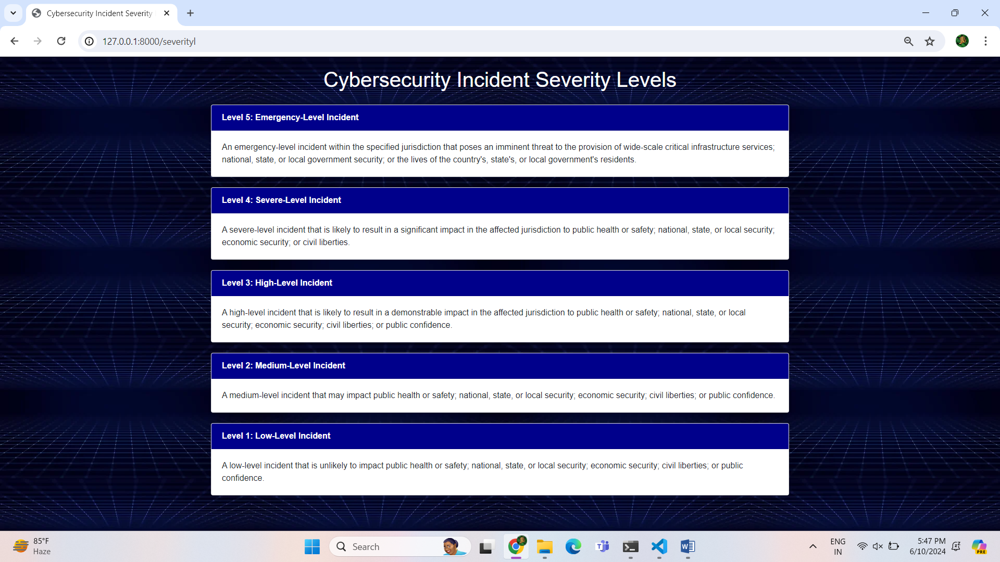 Cybersecurity Incident Severity
127.0.0.1:8000/severityl
Cybersecurity Incident Severity Levels
Level 5: Emergency-Level Incident
An emergency-level incident within the specified jurisdiction that poses an imminent threat to the provision of wide-scale critical infrastructure services;
national, state, or local government security; or the lives of the country's, state's, or local government's residents.
Level 4: Severe-Level Incident
A severe-level incident that is likely to result in a significant impact in the affected jurisdiction to public health or safety; national, state, or local security;
economic security; or civil liberties.
Level 3: High-Level Incident
A high-level incident that is likely to result in a demonstrable impact in the affected jurisdiction to public health or safety; national, state, or local
security; economic security; civil liberties; or public confidence.
Level 2: Medium-Level Incident
A medium-level incident that may impact public health or safety; national, state, or local security; economic security; civil liberties; or public confidence.
Level 1: Low-Level Incident
A low-level incident that is unlikely to impact public health or safety; national, state, or local security; economic security; civil liberties; or public
confidence.
85°F
Haze
Search
ENG
IN
5:47 PM
6/10/2024
PRE